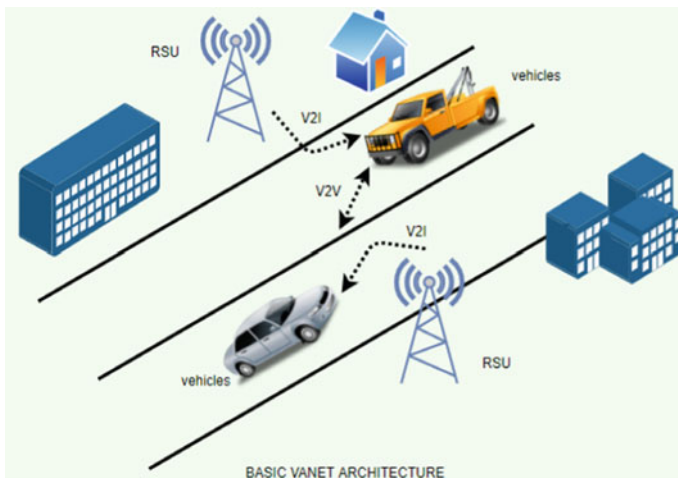 RSU
vehicles
V2I
V2V
V2I
RSU
vehicles
BASIC VANET ARCHITECTURE